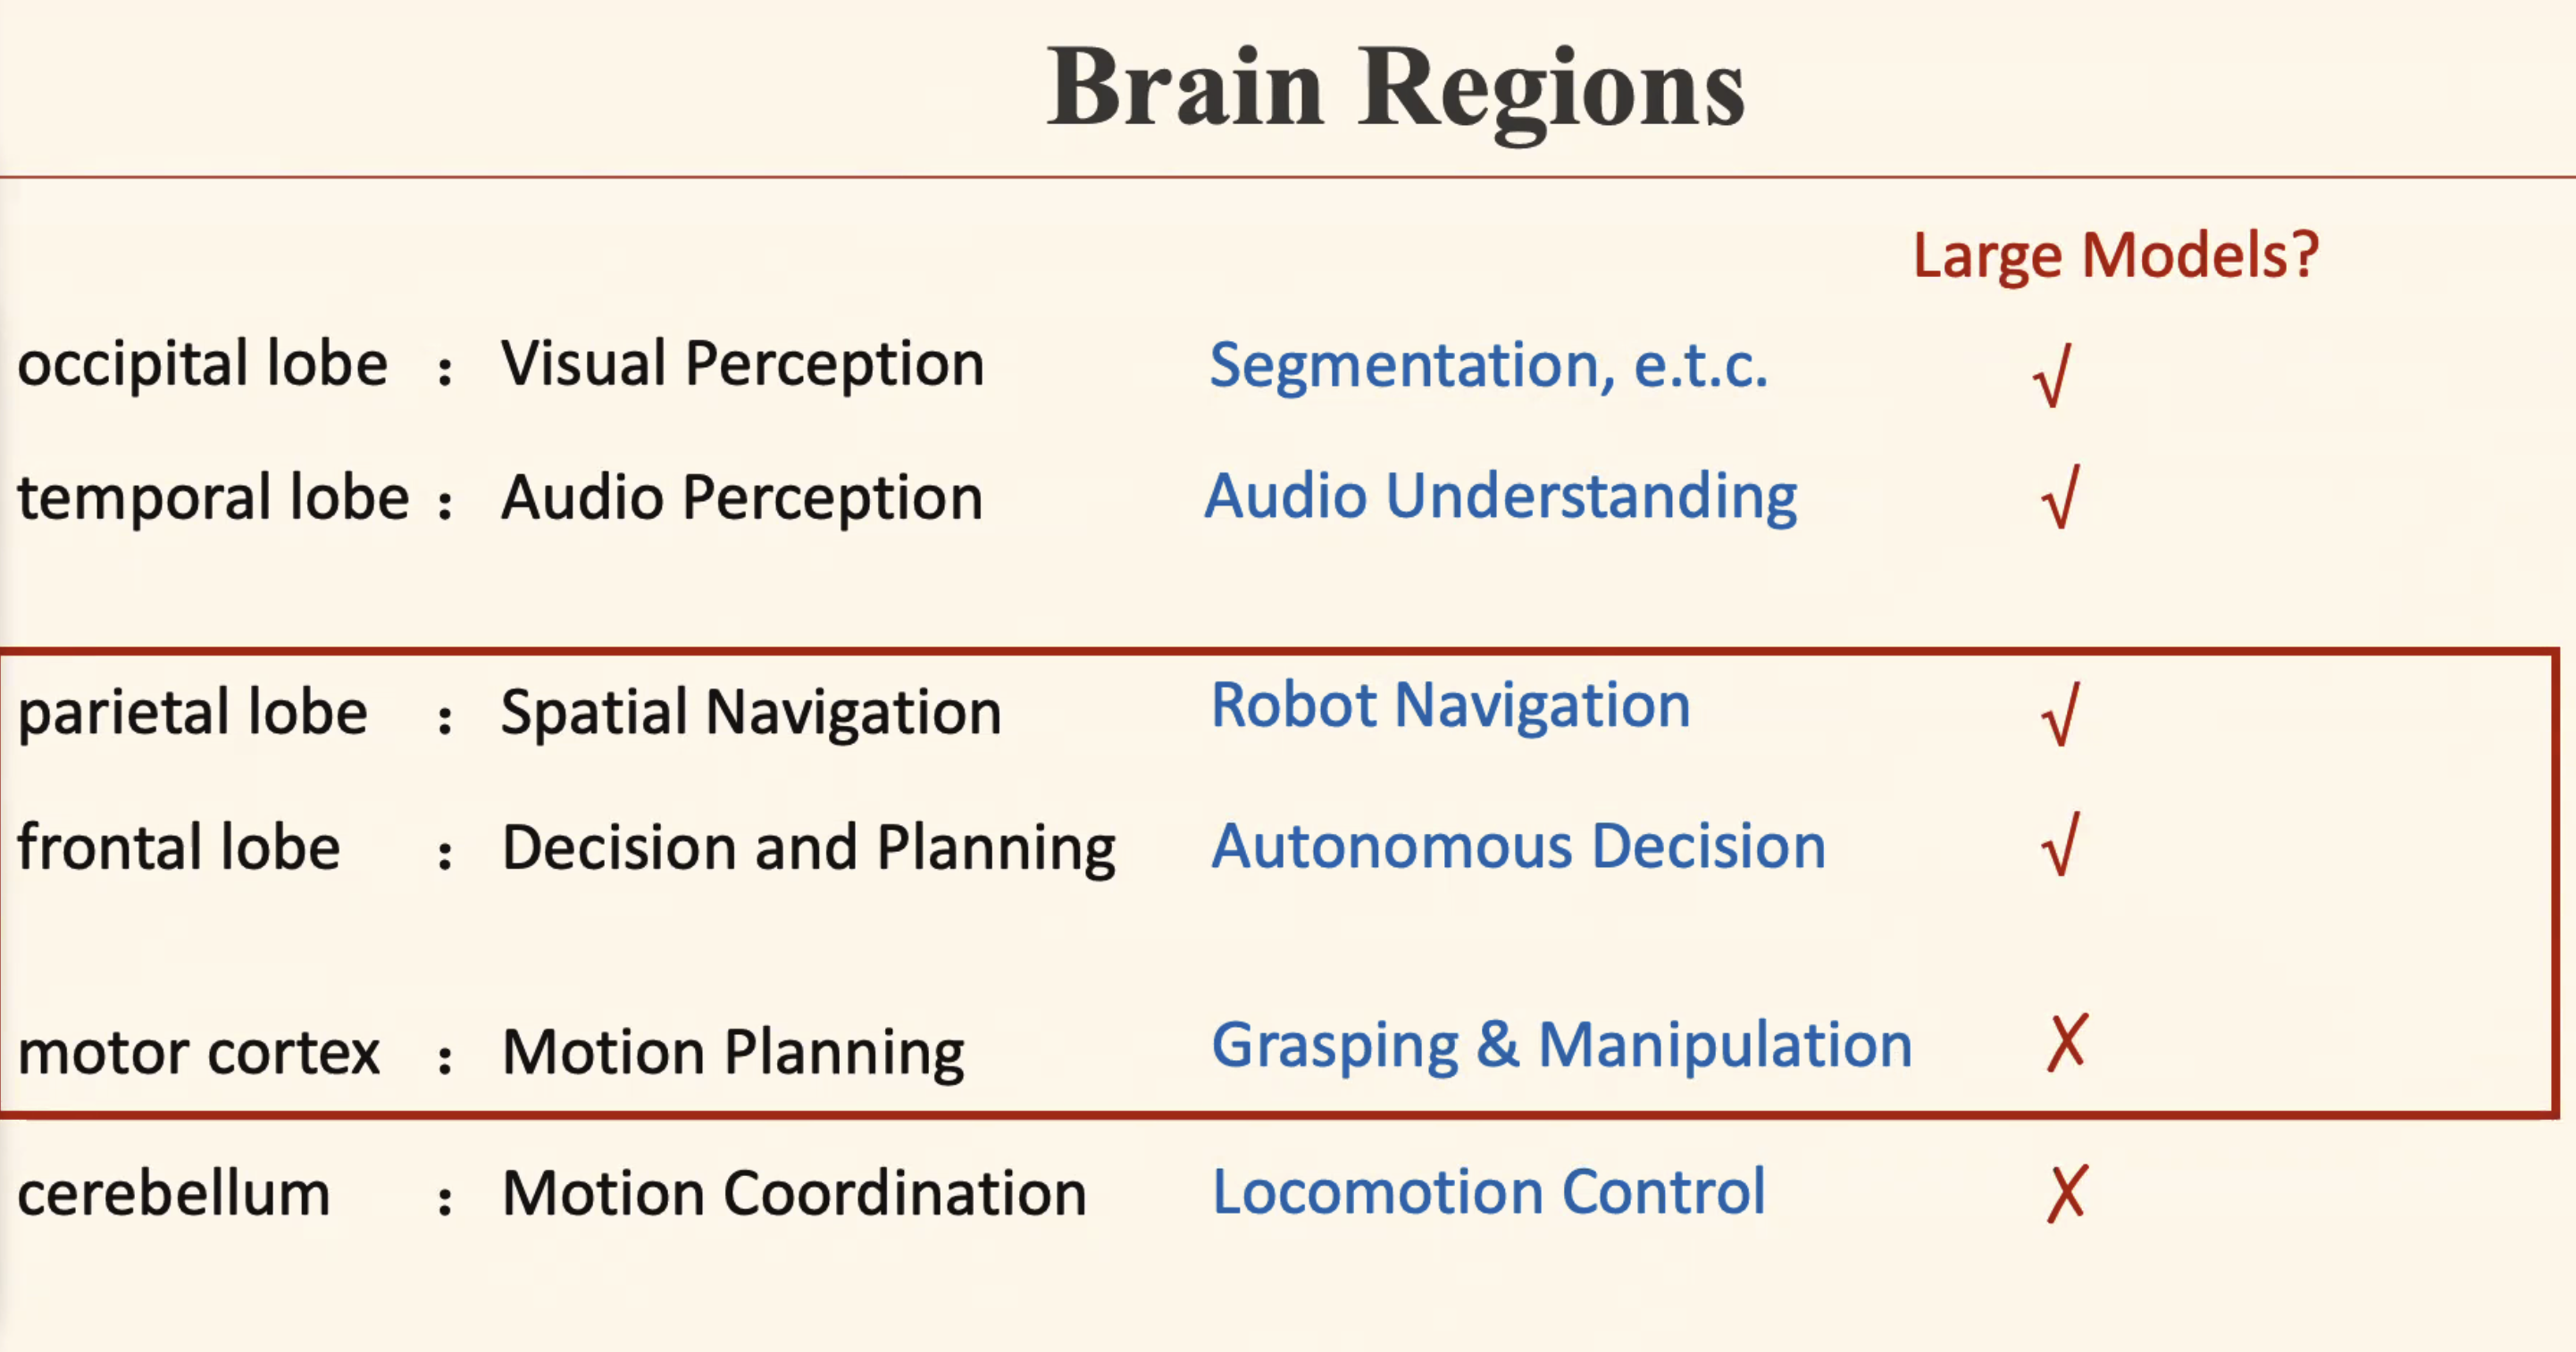 Brain Regions
Large Models?
occipital lobe : Visual Perception Segmentation, e.t.c. √
temporal lobe : Audio Perception Audio Understanding √
parietal lobe : Spatial Navigation Robot Navigation √
frontal lobe : Decision and Planning Autonomous Decision √
motor cortex : Motion Planning Grasping & Manipulation ✗
cerebellum : Motion Coordination Locomotion Control ✗